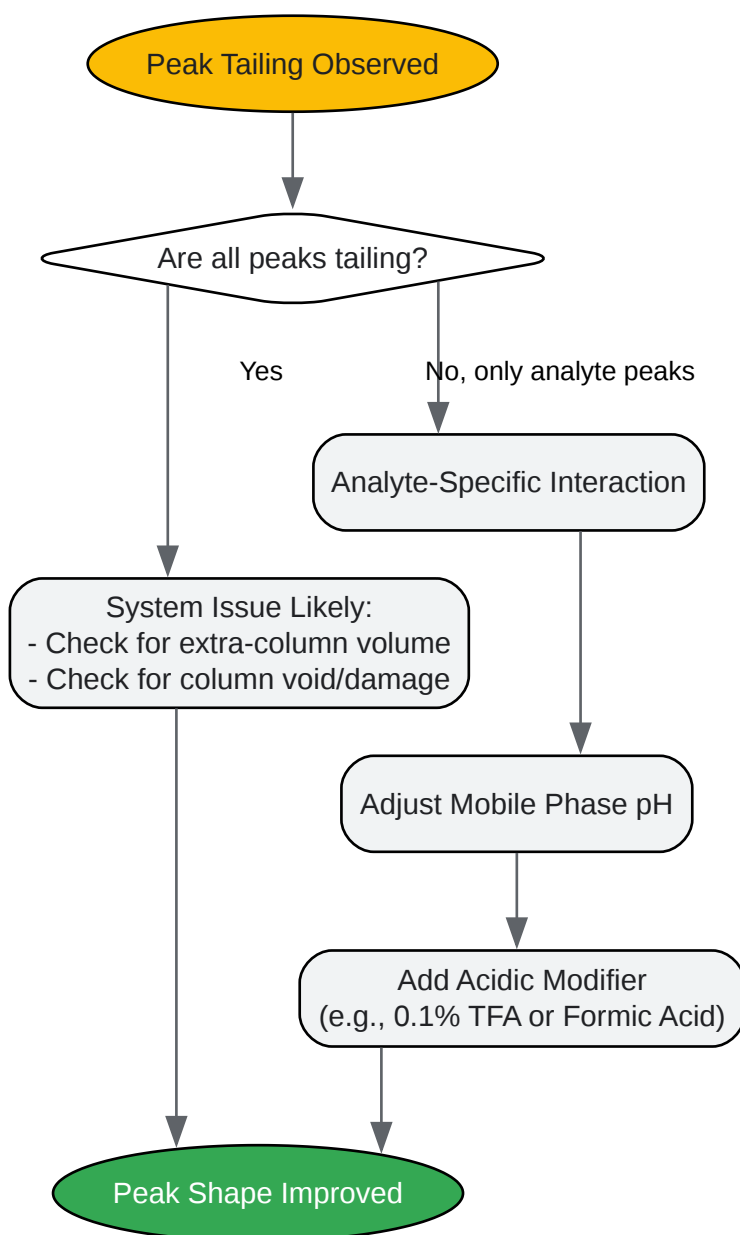 Peak Tailing Observed
Are all peaks tailing?
Yes
No, only analyte peaks
Analyte-Specific Interaction
System Issue Likely:
- Check for extra-column volume
- Check for column void/damage
Adjust Mobile Phase pH
Add Acidic Modifier
(e.g., 0.1% TFA or Formic Acid)
Peak Shape Improved